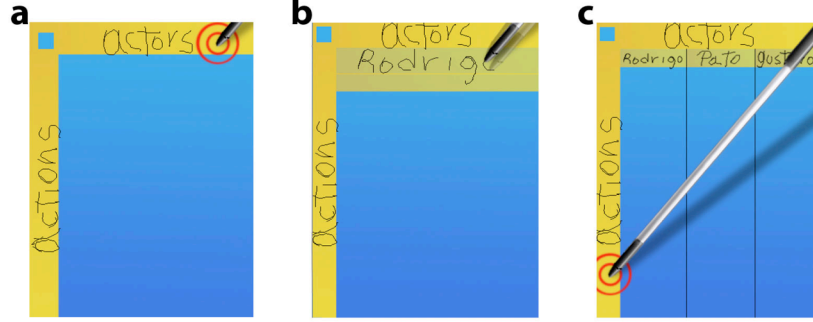 a
actors
Actions
b
actors
Rodrigo
Actions
c
actors
Rodrigo Pato
Actions